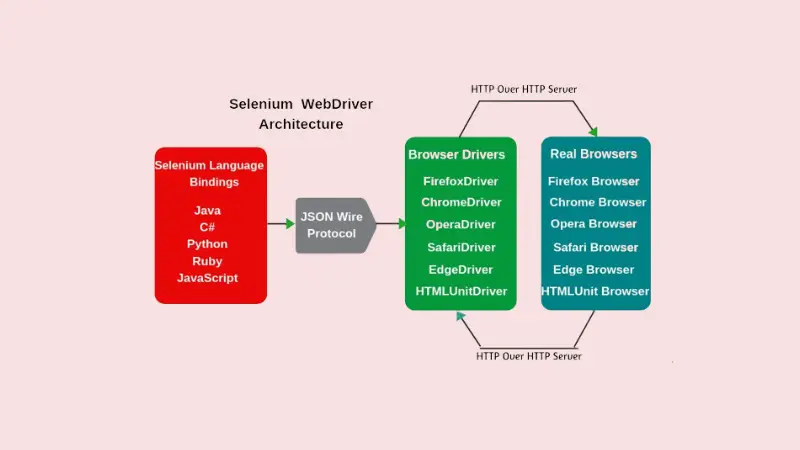 HTTP Over HTTP Server
Selenium WebDriver
Architecture
Selenium Language
Bindings
Java
C#
Python
Ruby
JavaScript
JSON Wire
Protocol
Browser Drivers
FirefoxDriver
ChromeDriver
OperaDriver
SafariDriver
EdgeDriver
HTMLUnitDriver
Real Browsers
Firefox Browser
Chrome Browser
Opera Browser
Safari Browser
Edge Browser
HTMLUnit Browser
HTTP Over HTTP Server